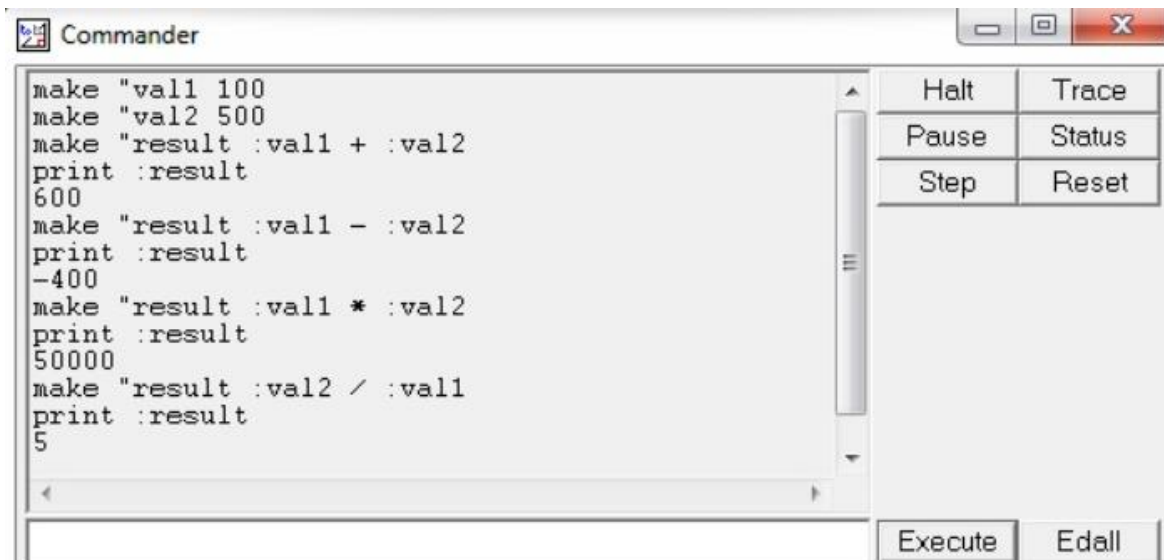 Commander
make "val1 100
make "val2 500
make "result :val1 + :val2
print :result
600
make "result :val1 - :val2
print :result
-400
make "result :val1 * :val2
print :result
50000
make "result :val2 / :val1
print :result
5
Halt Trace
Pause Status
Step Reset
Execute Edall